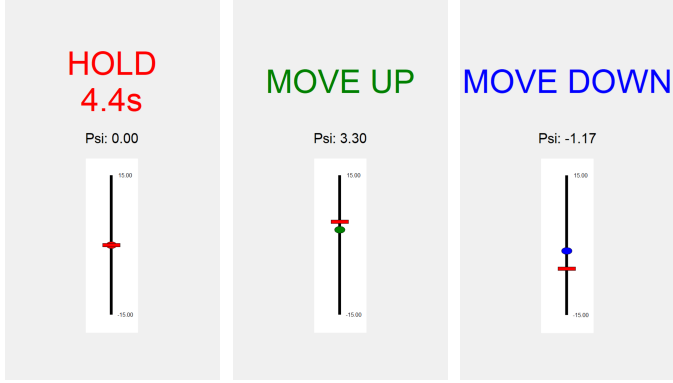 HOLD
4.4s
Psi: 0.00
15.00
-15.00
MOVE UP
Psi: 3.30
15.00
-15.00
MOVE DOWN
Psi: -1.17
15.00
-15.00